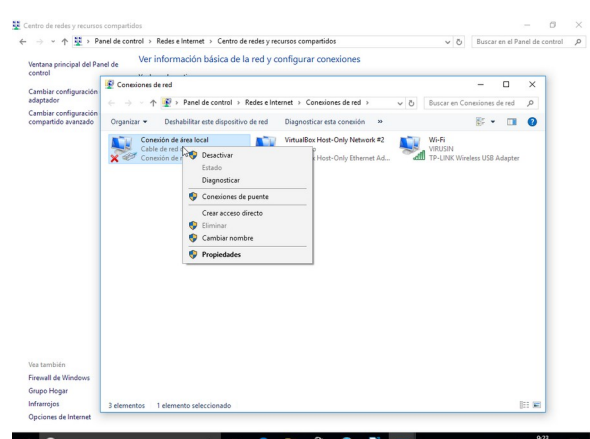 Centro de redes y recursos compartidos
Panel de control › Redes e Internet › Centro de redes y recursos compartidos
Buscar en el Panel de control
Ventana principal del Panel de control
Ver información básica de la red y configurar conexiones
Cambiar configuración del adaptador
Cambiar configuración de uso compartido avanzado
Conexiones de red
Panel de control › Redes e Internet › Conexiones de red ›
Buscar en Conexiones de red
Organizar
Deshabilitar este dispositivo de red
Diagnosticar esta conexión
»
Conexión de área local
Cable de red
Conexión de
VirtualBox Host-Only Network #2
Host-Only Ethernet Ad...
Wi-Fi
VIRUSIN
TP-LINK Wireless USB Adapter
Desactivar
Estado
Diagnosticar
Conexiones de puente
Crear acceso directo
Eliminar
Cambiar nombre
Propiedades
Vea también
Firewall de Windows
Grupo Hogar
Infrarrojos
Opciones de Internet
3 elementos
1 elemento seleccionado
9:23